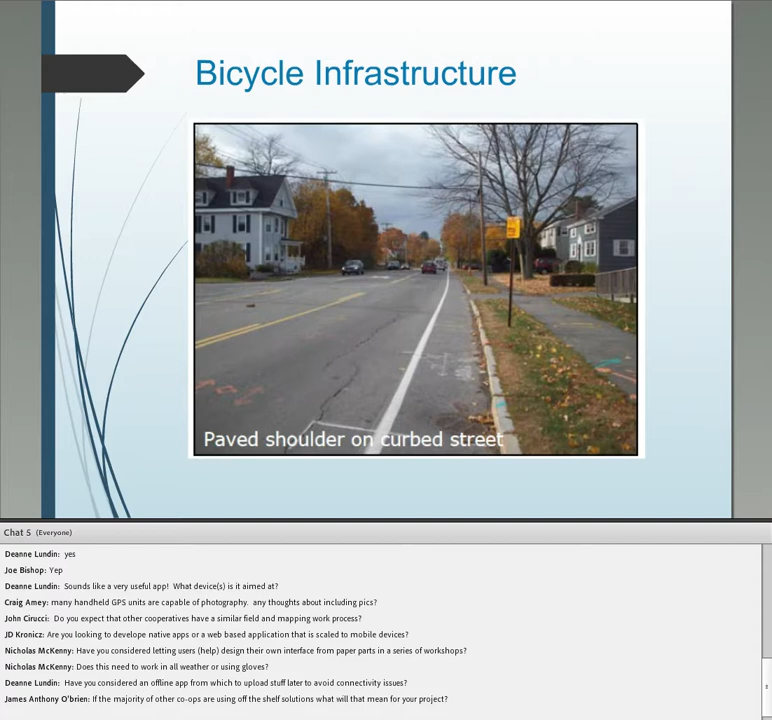 Bicycle Infrastructure
Paved shoulder on curbed street
Chat 5 (Everyone)
Deanne Lundin: yes
Joe Bishop: Yep
Deanne Lundin: Sounds like a very useful app! What device(s) is it aimed at?
Craig Amey: many handheld GPS units are capable of photography. any thoughts about including pics?
John Cirucci: Do you expect that other cooperatives have a similar field and mapping work process?
JD Kronicz: Are you looking to develope native apps or a web based application that is scaled to mobile devices?
Nicholas McKenny: Have you considered letting users (help) design their own interface from paper parts in a series of workshops?
Nicholas McKenny: Does this need to work in all weather or using gloves?
Deanne Lundin: Have you considered an offline app from which to upload stuff later to avoid connectivity issues?
James Anthony O'brien: If the majority of other co-ops are using off the shelf solutions what will that mean for your project?